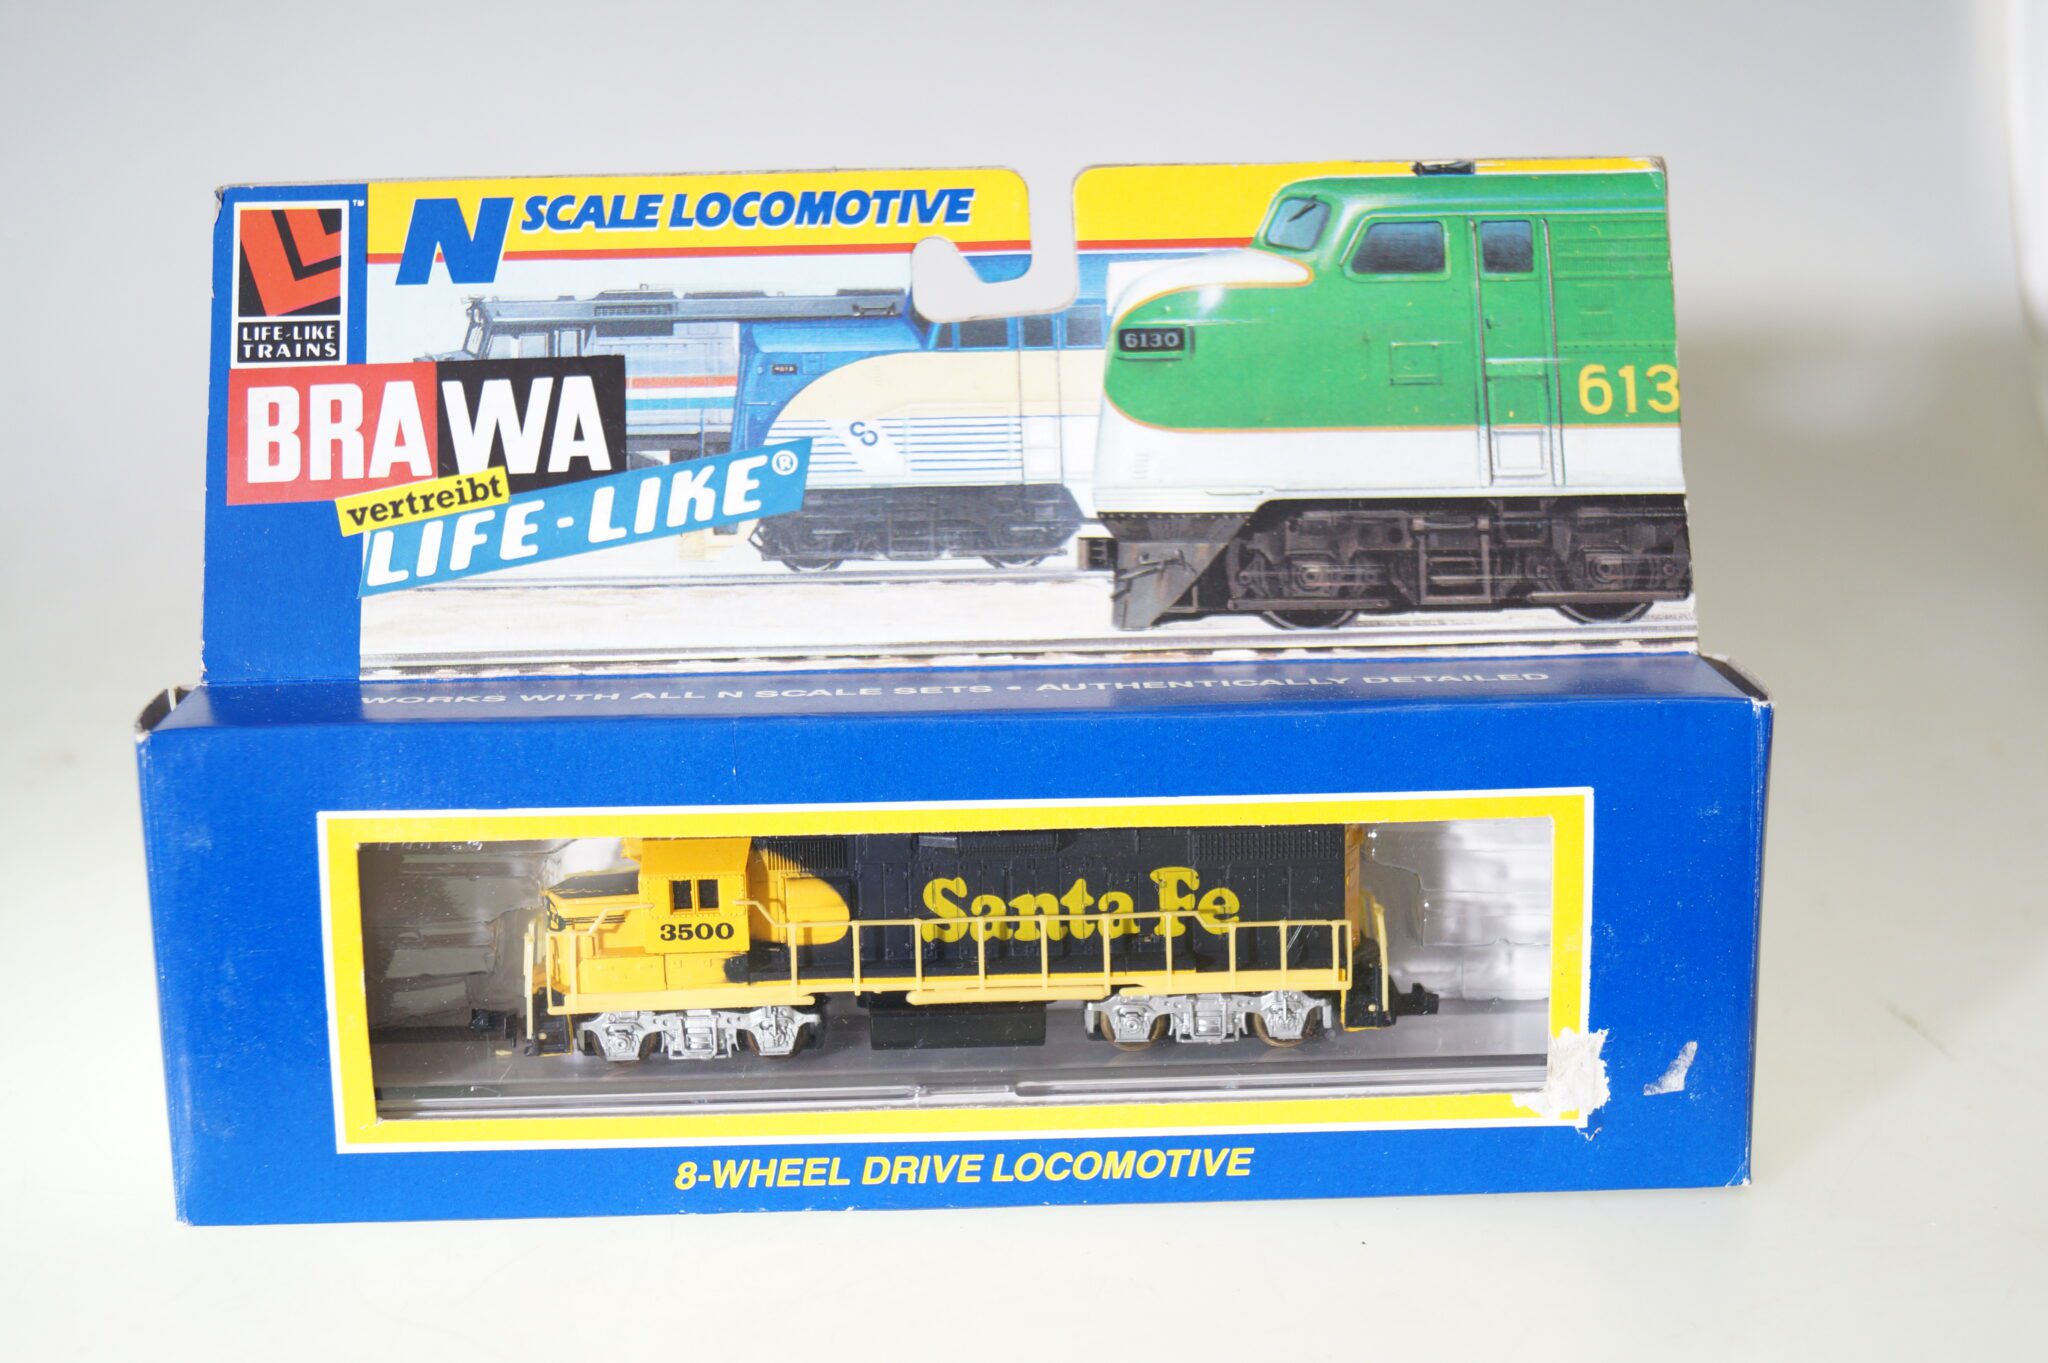 LIFE-LIKE
TRAINS
™
N SCALE LOCOMOTIVE
BRAWA
vertreibt
LIFE-LIKE®
6130
613
WORKS WITH ALL N SCALE SETS • AUTHENTICALLY DETAILED
Santa Fe
3500
8-WHEEL DRIVE LOCOMOTIVE